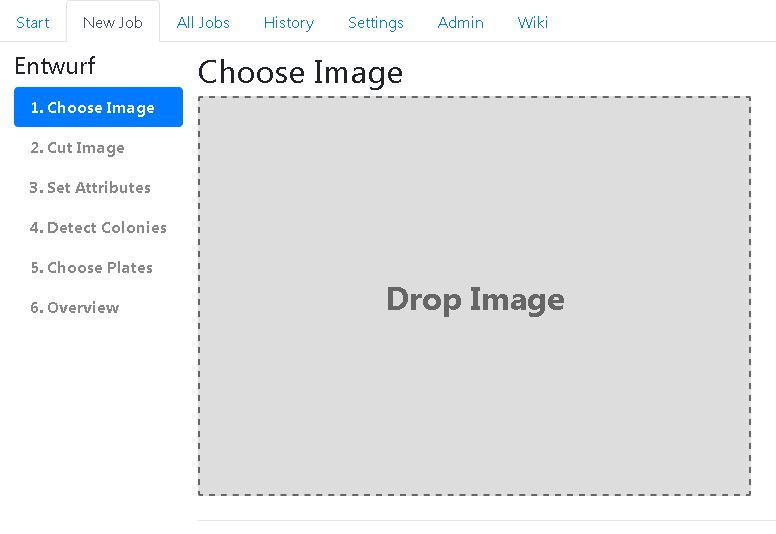 Start New Job All Jobs History Settings Admin Wiki
Entwurf
1. Choose Image
2. Cut Image
3. Set Attributes
4. Detect Colonies
5. Choose Plates
6. Overview
Choose Image
Drop Image